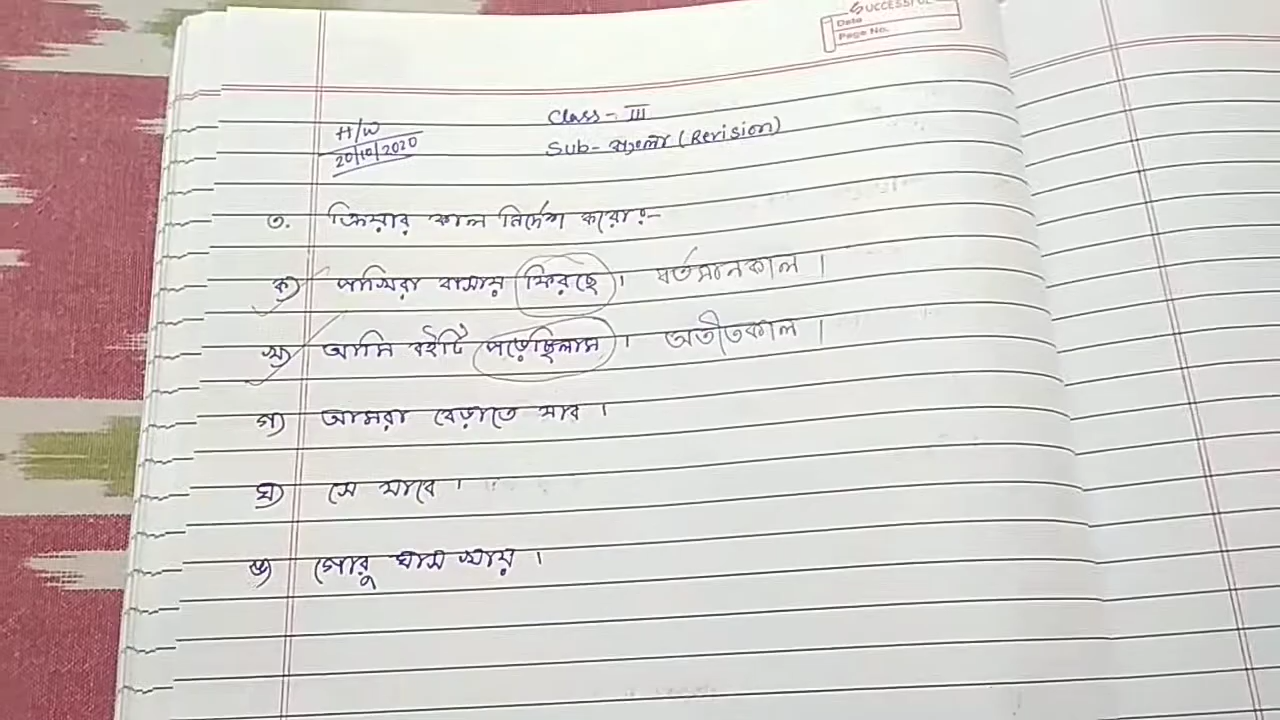 SUCCESSFUL
Date
Page No.
Class - III
H/W
20/10/2020
Sub - বাংলা (Revision)
৩. ক্রিয়ার কাল নির্দেশ করো :-
ক) পাখিরা বাসায় ফিরছে। বর্তমানকাল।
খ) আমি বইটি পড়েছিলাম। অতীতকাল।
গ) আমরা বেড়াতে যাব।
ঘ) সে যাবে।
ঙ) গোরু ঘাস খায়।